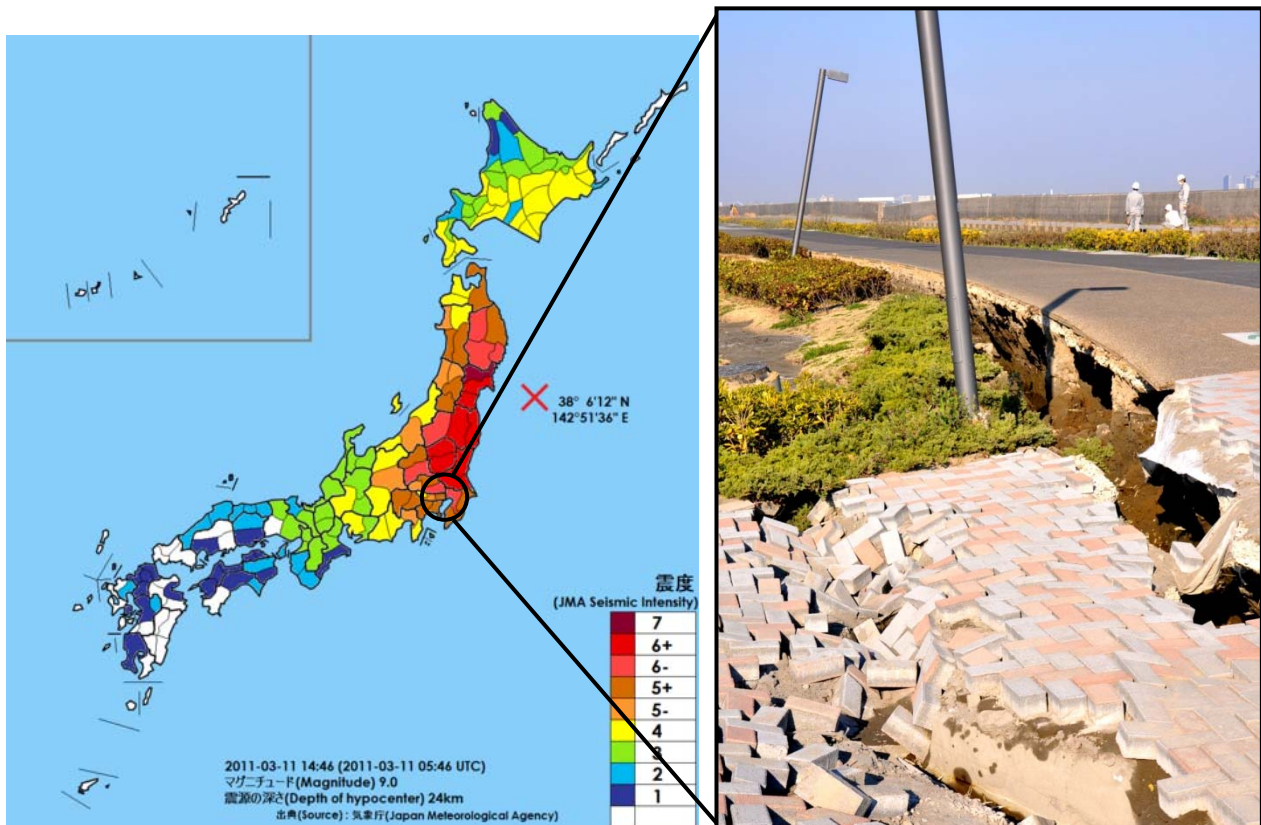 38° 6'12" N
142°51'36" E
震度
(JMA Seismic Intensity)
7
6+
6-
5+
5-
4
3
2
1
2011-03-11 14:46 (2011-03-11 05:46 UTC)
マグニチュード(Magnitude) 9.0
震源の深さ(Depth of hypocenter) 24km
出典(Source) : 気象庁(Japan Meteorological Agency)